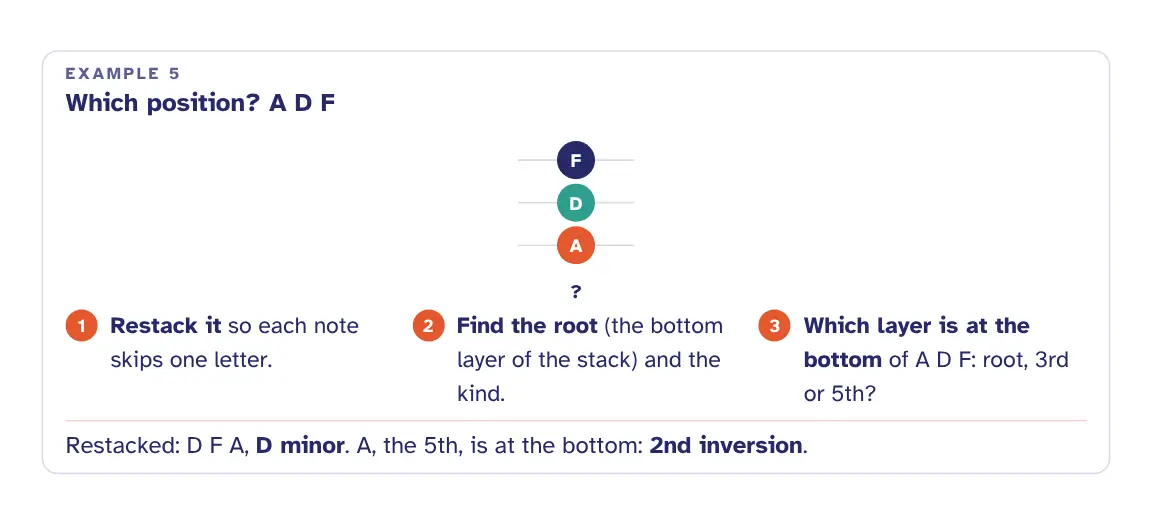 EXAMPLE 5
Which position? A D F
F
D
A
?
1 Restack it so each note
skips one letter.
2 Find the root (the bottom
layer of the stack) and the
kind.
3 Which layer is at the
bottom of A D F: root, 3rd
or 5th?
Restacked: D F A, D minor. A, the 5th, is at the bottom: 2nd inversion.